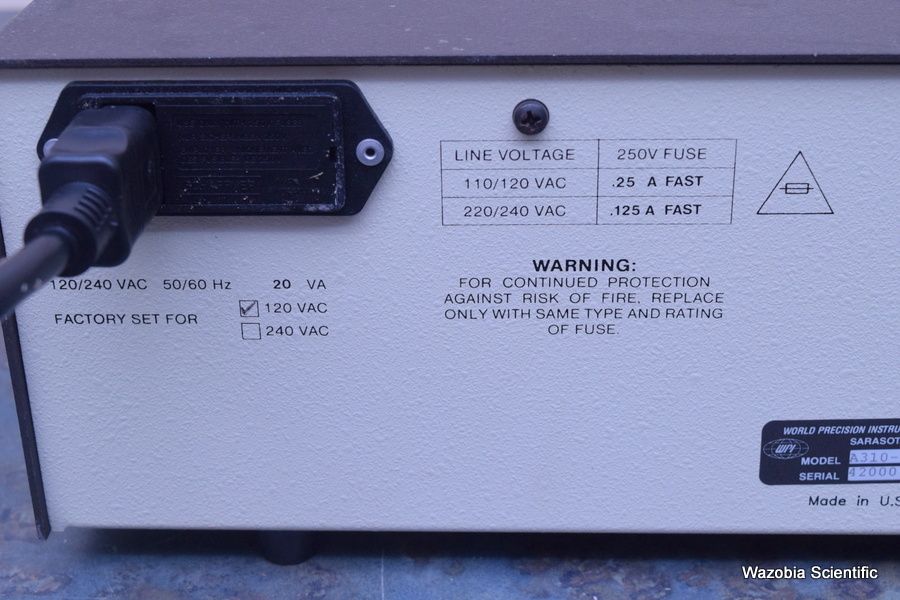 LINE VOLTAGE 250V FUSE
110/120 VAC .25 A FAST
220/240 VAC .125 A FAST
120/240 VAC 50/60 Hz 20 VA
FACTORY SET FOR
120 VAC
240 VAC
WARNING:
FOR CONTINUED PROTECTION
AGAINST RISK OF FIRE, REPLACE
ONLY WITH SAME TYPE AND RATING
OF FUSE.
WORLD PRECISION INSTRU
SARASOT
wpi
MODEL A310-
SERIAL 42000
Made in U.S
Wazobia Scientific